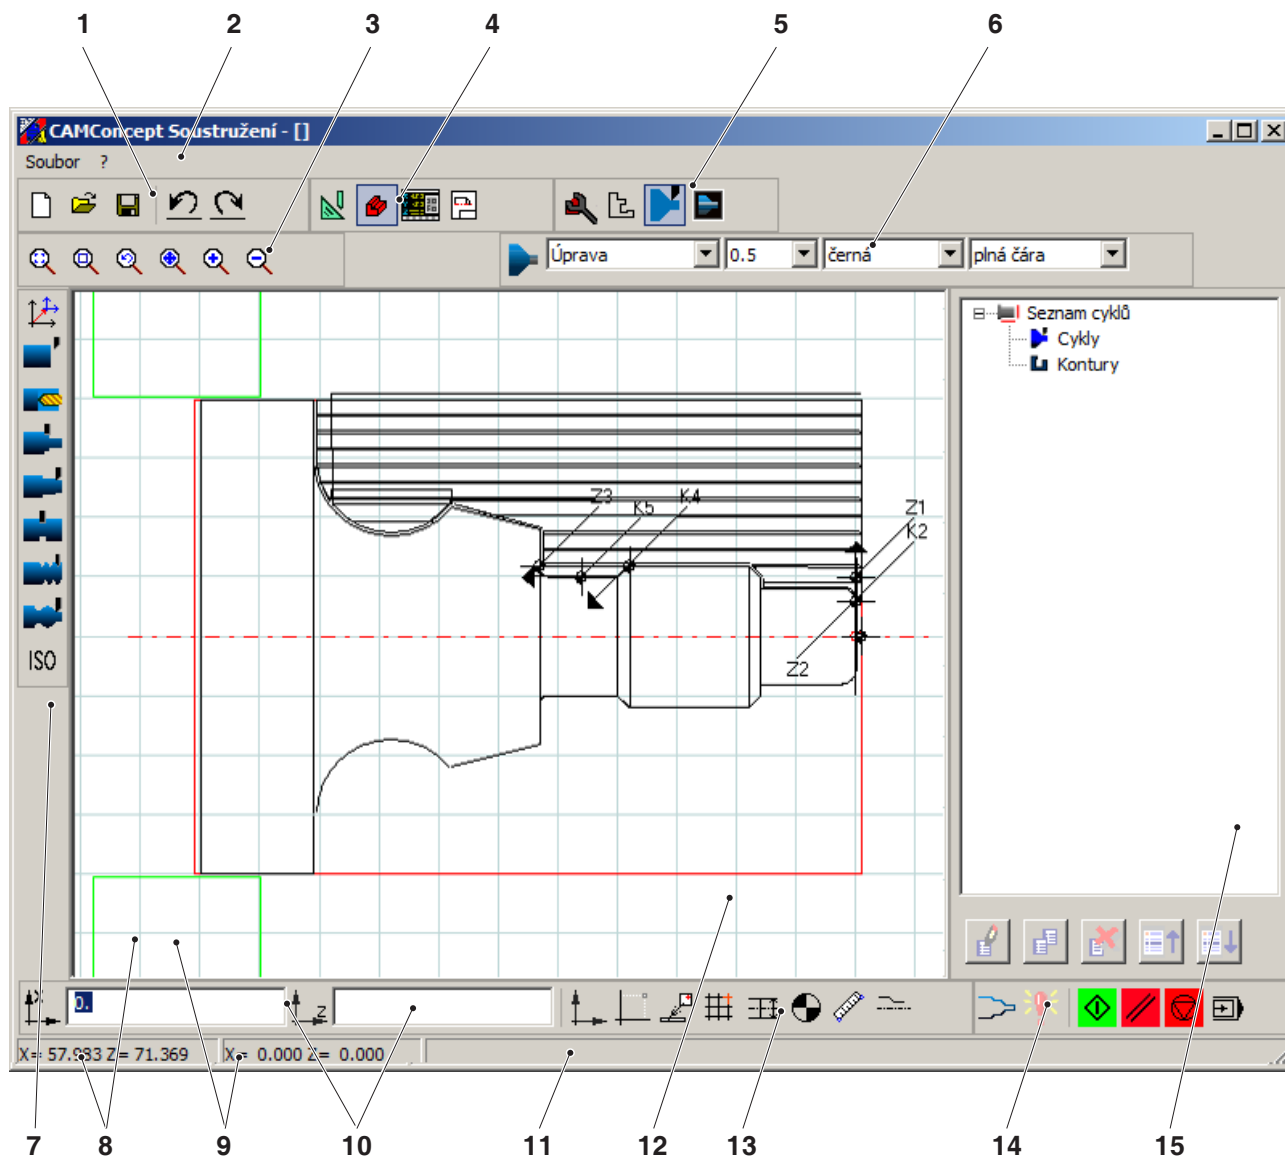 1 2 3 4 5 6
CAMConcept Soustružení - []
Soubor ?
Úprava 0.5 černá plná čára
Seznam cyklů
Cykly
Kontury
Z3 K5 K4 Z1
K2
Z2
ISO
X 0.
Z
X= 57.983 Z= 71.369 X= 0.000 Z= 0.000
7 8 9 10 11 12 13 14 15